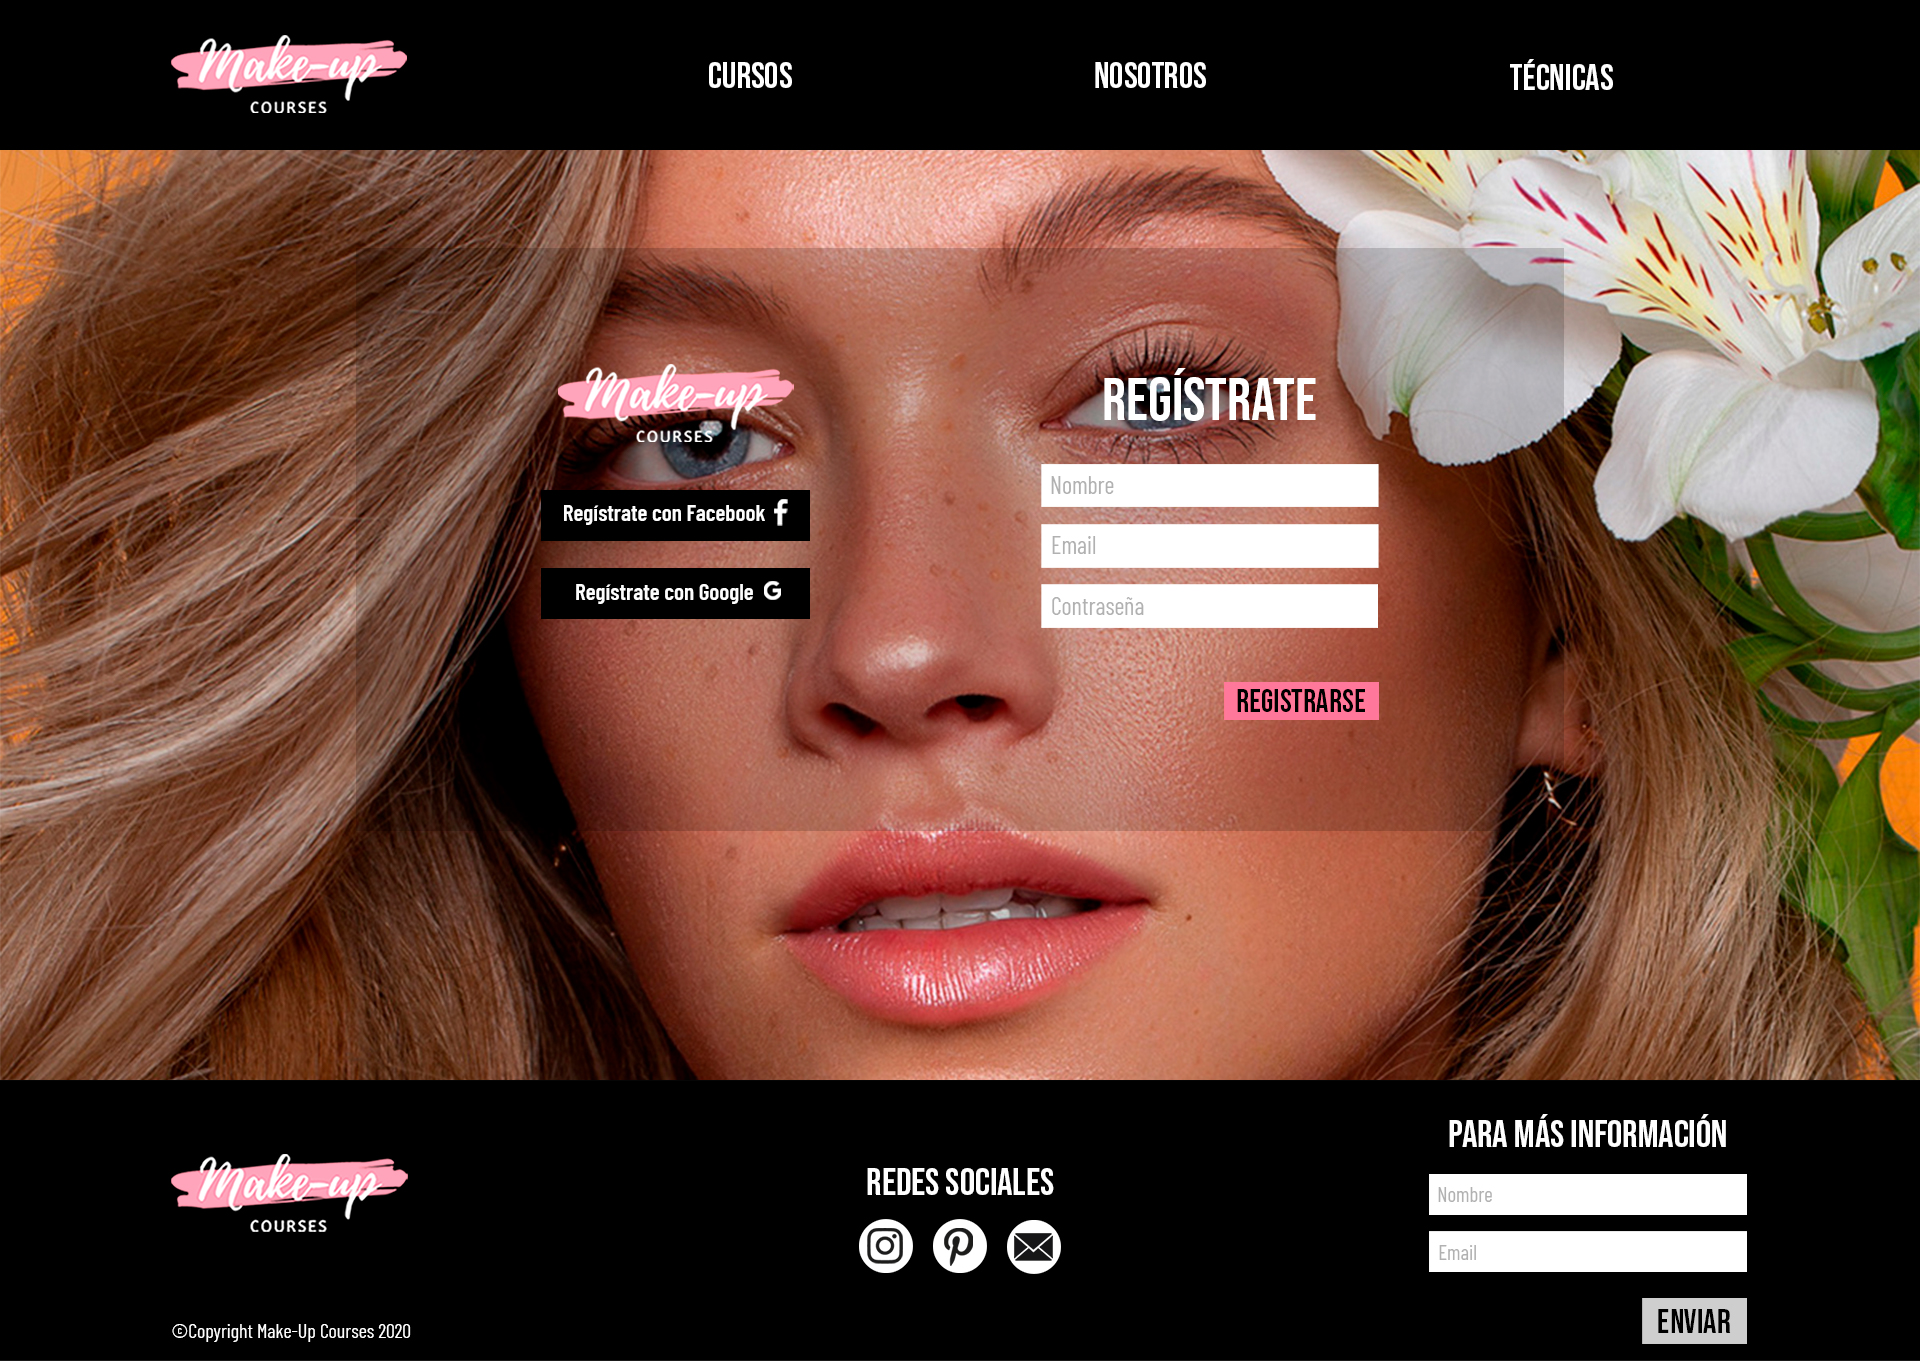 Make-up
COURSES
CURSOS
NOSOTROS
TÉCNICAS
Make-up
COURSES
Regístrate con Facebook
Regístrate con Google
REGÍSTRATE
Nombre
Email
Contraseña
REGISTRARSE
Make-up
COURSES
©Copyright Make-Up Courses 2020
REDES SOCIALES
PARA MÁS INFORMACIÓN
Nombre
Email
ENVIAR